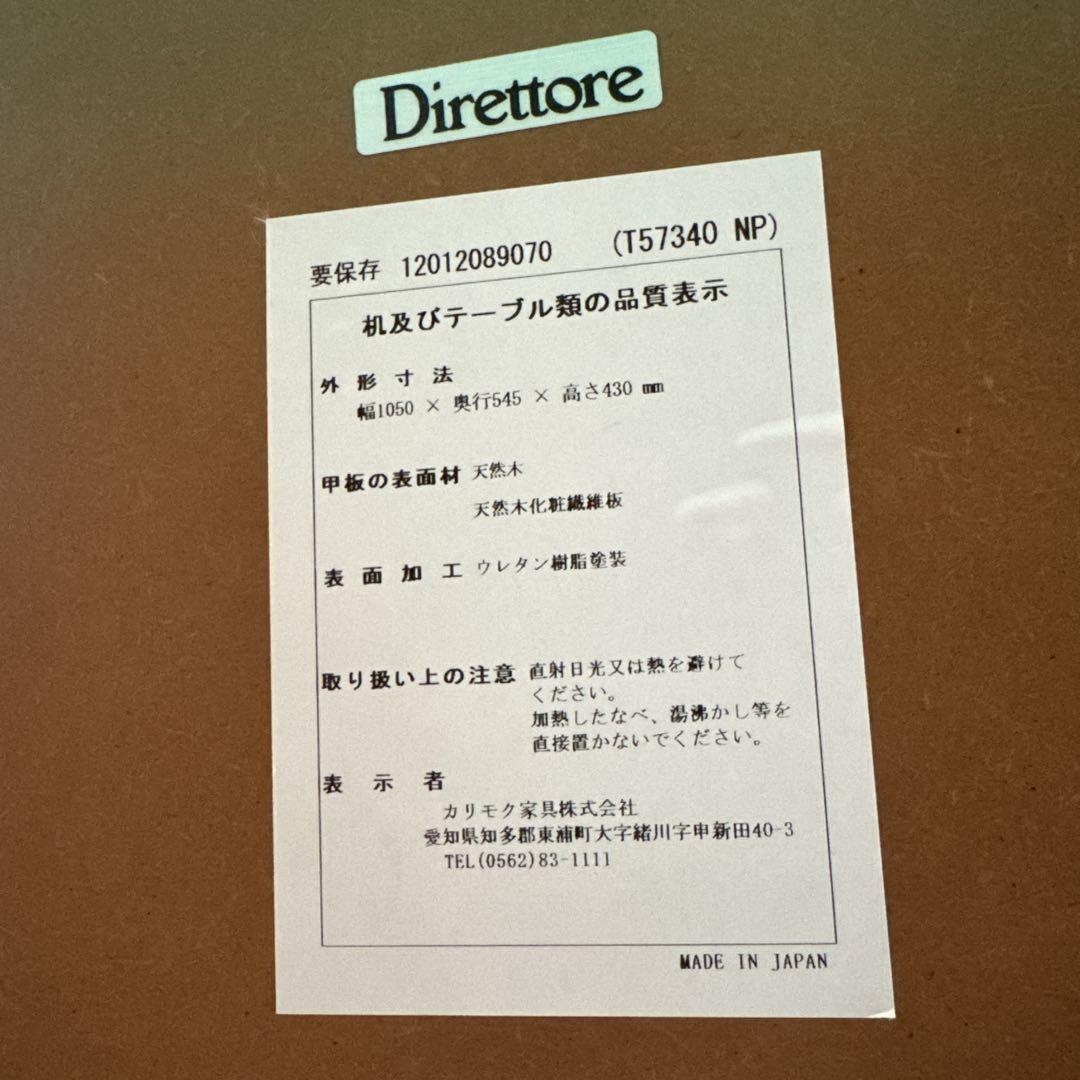 Direttore
要保存 12012089070 (T57340 NP)
机及びテーブル類の品質表示
外形寸法
幅1050 × 奥行545 × 高さ430 mm
甲板の表面材 天然木
天然木化粧繊維板
表面加工 ウレタン樹脂塗装
取り扱い上の注意 直射日光又は熱を避けて
ください。
加熱したなべ、湯沸かし等を
直接置かないでください。
表示者
カリモク家具株式会社
愛知県知多郡東浦町大字緒川字申新田40-3
TEL(0562)83-1111
MADE IN JAPAN